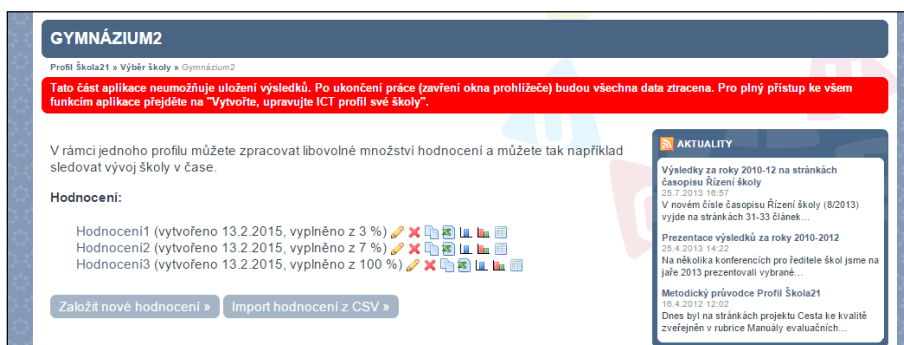 GYMNÁZIUM2
Profil Škola21 » Výběr školy » Gymnázium2
Tato část aplikace neumožňuje uložení výsledků. Po ukončení práce (zavření okna prohlížeče) budou všechna data ztracena. Pro plný přístup ke všem
funkcím aplikace přejděte na "Vytvořte, upravujte ICT profil své školy".
V rámci jednoho profilu můžete zpracovat libovolné množství hodnocení a můžete tak například
sledovat vývoj školy v čase.
Hodnocení:
Hodnocení1 (vytvořeno 13.2.2015, vyplněno z 3 %)
Hodnocení2 (vytvořeno 13.2.2015, vyplněno z 7 %)
Hodnocení3 (vytvořeno 13.2.2015, vyplněno z 100 %)
Založit nové hodnocení » Import hodnocení z CSV »
AKTUALITY
Výsledky za roky 2010-12 na stránkách
časopisu Řízení školy
25.7.2013 16:57
V novém čísle časopisu Řízení školy (8/2013)
vyjde na stránkách 31-33 článek...
Prezentace výsledků za roky 2010-2012
25.4.2013 14:22
Na několika konferencích pro ředitele škol jsme na
jaře 2013 prezentovali vybrané...
Metodický průvodce Profil Škola21
16.4.2012 12:02
Dnes byl na stránkách projektu Cesta ke kvalitě
zveřejněn v rubrice Manuály evaluačních...